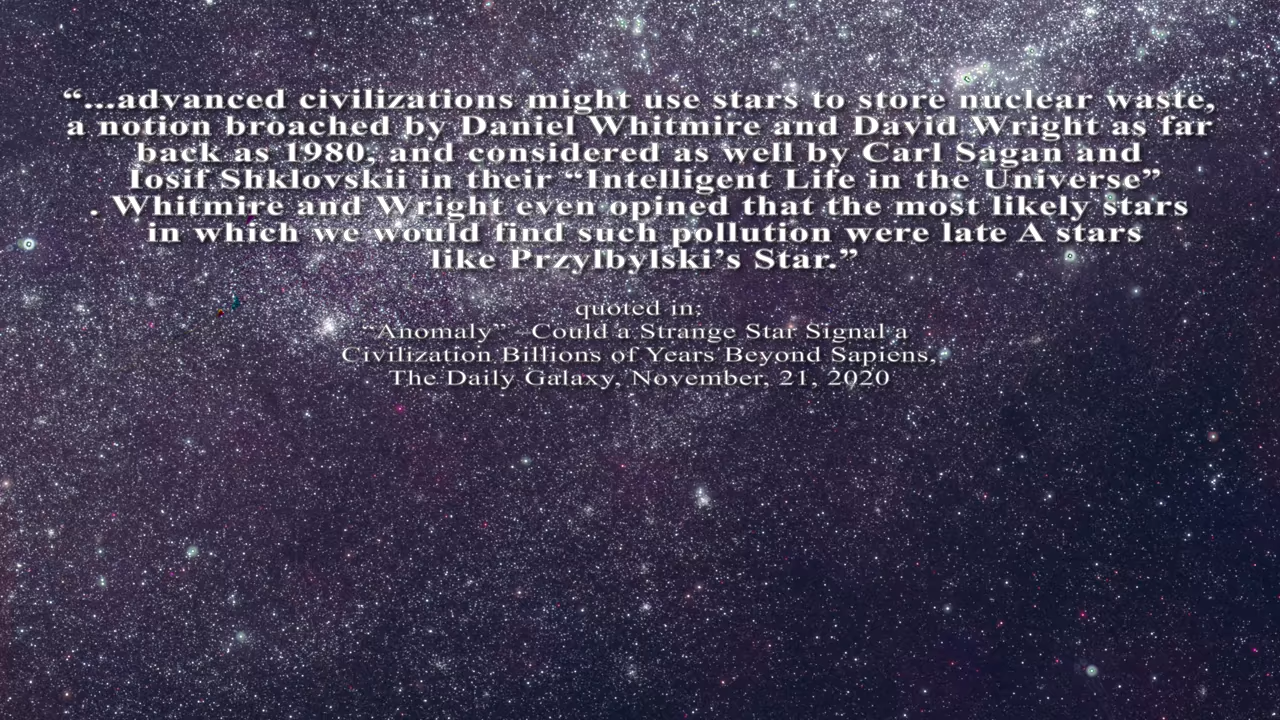 “...advanced civilizations might use stars to store nuclear waste,
a notion broached by Daniel Whitmire and David Wright as far
back as 1980, and considered as well by Carl Sagan and
Iosif Shklovskii in their “Intelligent Life in the Universe”
. Whitmire and Wright even opined that the most likely stars
in which we would find such pollution were late A stars
like Przylbylski’s Star.”
quoted in:
“Anomaly” - Could a Strange Star Signal a
Civilization Billions of Years Beyond Sapiens,
The Daily Galaxy, November, 21, 2020